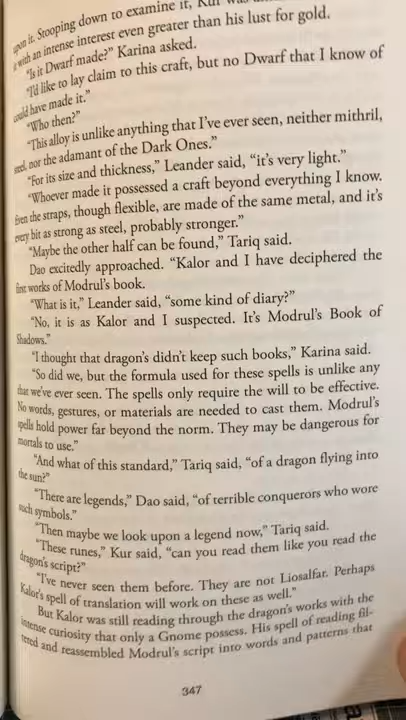 upon it. Stooping down to examine it, Kur was
it with an intense interest even greater than his lust for gold.
“Is it Dwarf made?” Karina asked.
“I’d like to lay claim to this craft, but no Dwarf that I know of
could have made it.”
“Who then?”
“This alloy is unlike anything that I’ve ever seen, neither mithril,
steel, nor the adamant of the Dark Ones.”
“For its size and thickness,” Leander said, “it’s very light.”
“Whoever made it possessed a craft beyond everything I know.
Even the straps, though flexible, are made of the same metal, and it’s
every bit as strong as steel, probably stronger.”
“Maybe the other half can be found,” Tariq said.
Dao excitedly approached. “Kalor and I have deciphered the
first works of Modrul’s book.
“What is it,” Leander said, “some kind of diary?”
“No, it is as Kalor and I suspected. It’s Modrul’s Book of
Shadows.”
“I thought that dragon’s didn’t keep such books,” Karina said.
“So did we, but the formula used for these spells is unlike any
that we’ve ever seen. The spells only require the will to be effective.
No words, gestures, or materials are needed to cast them. Modrul’s
spells hold power far beyond the norm. They may be dangerous for
mortals to use.”
“And what of this standard,” Tariq said, “of a dragon flying into
the sun?”
“There are legends,” Dao said, “of terrible conquerors who wore
such symbols.”
“Then maybe we look upon a legend now,” Tariq said.
“These runes,” Kur said, “can you read them like you read the
dragon’s script?”
“I’ve never seen them before. They are not Liosalfar. Perhaps
Kalor’s spell of translation will work on these as well.”
But Kalor was still reading through the dragon’s works with the
intense curiosity that only a Gnome possess. His spell of reading fil-
tered and reassembled Modrul’s script into words and patterns that
347